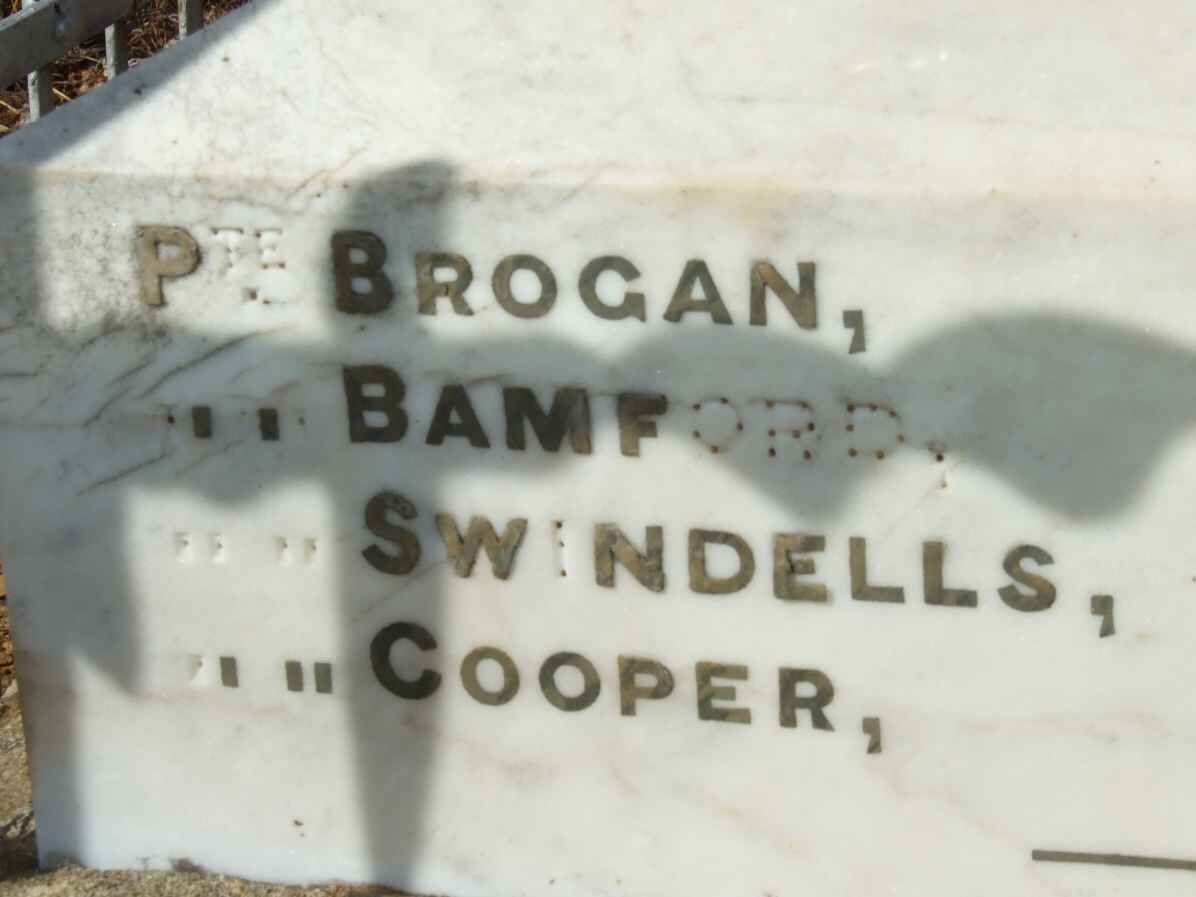 PTE BROGAN,
" " BAMFORD,
" " SWINDELLS,
" " COOPER,